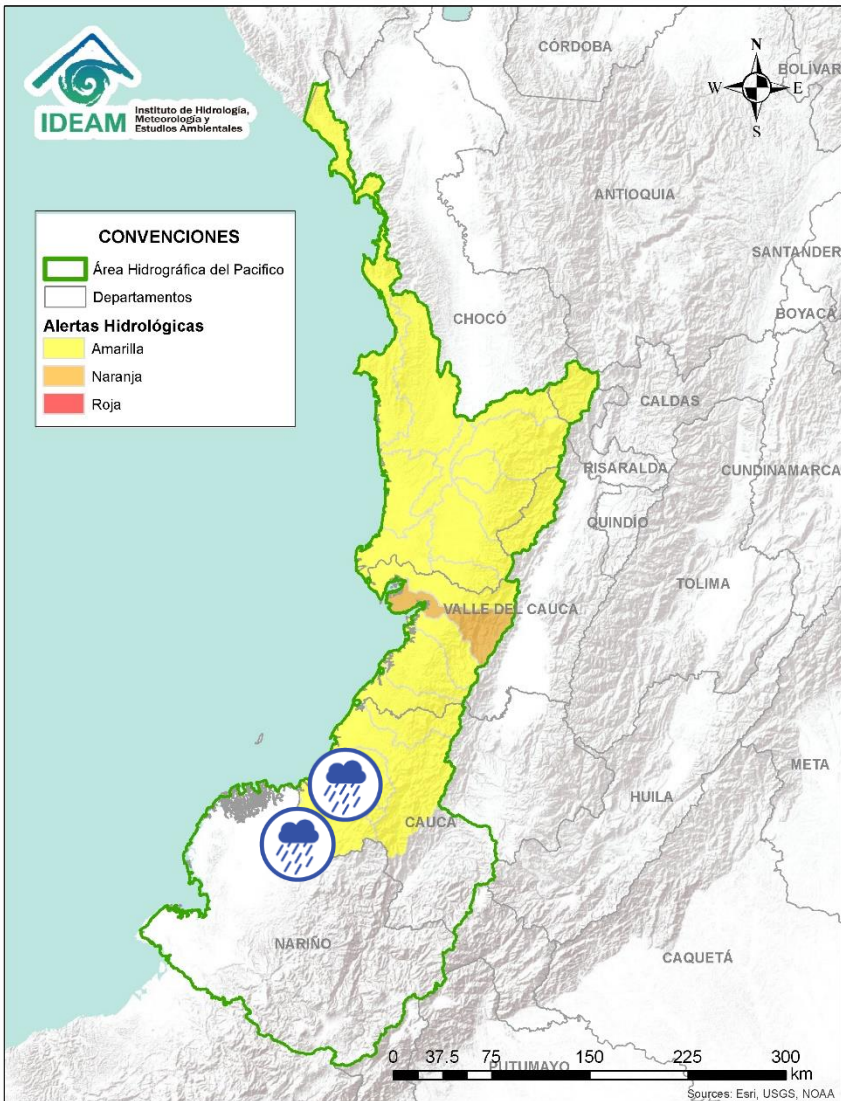 IDEAM
Instituto de Hidrología,
Meteorología y
Estudios Ambientales
N
W
E
S
CÓRDOBA
BOLÍVAR
ANTIOQUIA
SANTANDER
BOYACÁ
CHOCÓ
CALDAS
RISARALDA
CUNDINAMARCA
QUINDÍO
TOLIMA
VALLE DEL CAUCA
META
HUILA
CAUCA
NARIÑO
CAQUETÁ
PUTUMAYO
CONVENCIONES
Área Hidrográfica del Pacifico
Departamentos
Alertas Hidrológicas
Amarilla
Naranja
Roja
0 37.5 75 150 225 300
km
Sources: Esri, USGS, NOAA